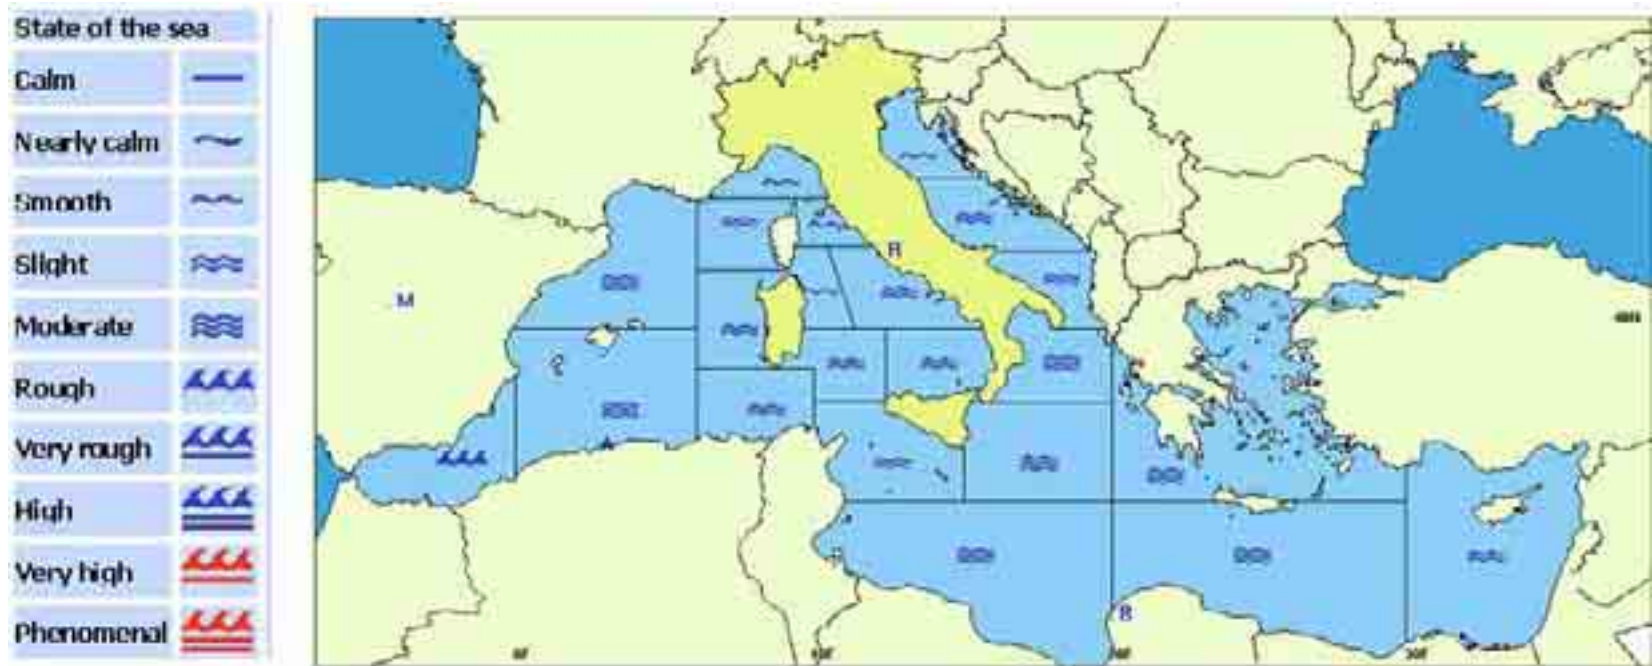 State of the sea
Calm
Nearly calm
Smooth
Slight
Moderate
Rough
Very rough
High
Very high
Phenomenal
M
R
B